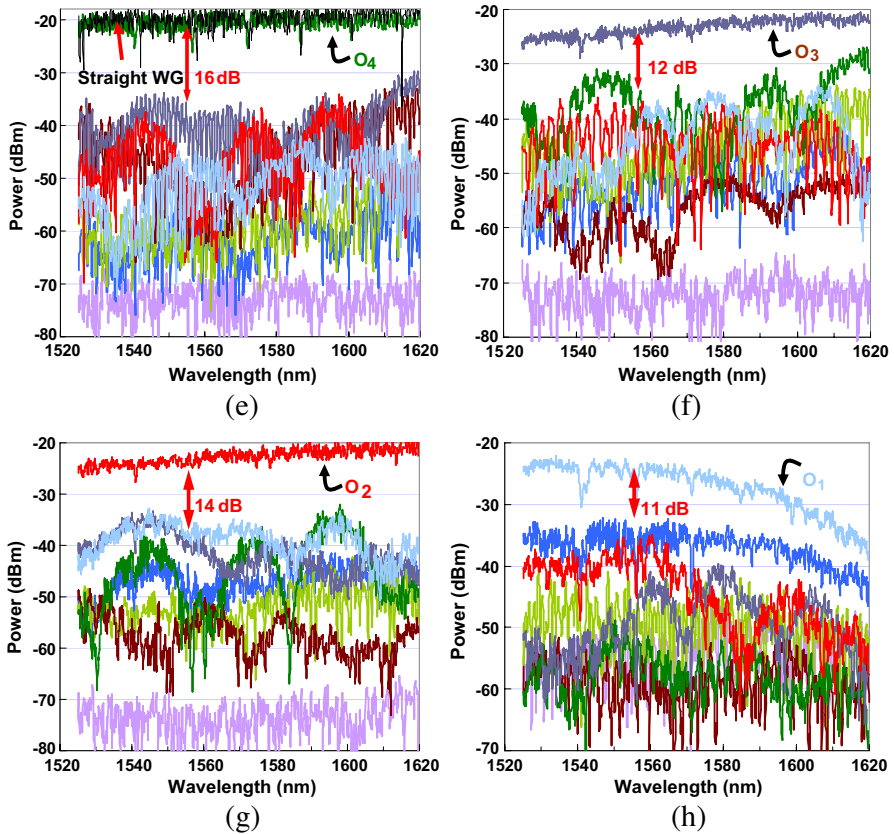 -20
-30
-40
-50
-60
-70
-80
Power (dBm)
Straight WG
16 dB
O4
1520 1540 1560 1580 1600 1620
Wavelength (nm)
(e)
-20
-30
-40
-50
-60
-70
-80
Power (dBm)
12 dB
O3
1520 1540 1560 1580 1600 1620
Wavelength (nm)
(f)
-20
-30
-40
-50
-60
-70
-80
Power (dBm)
14 dB
O2
1520 1540 1560 1580 1600 1620
Wavelength (nm)
(g)
-20
-30
-40
-50
-60
-70
Power (dBm)
11 dB
O1
1520 1540 1560 1580 1600 1620
Wavelength (nm)
(h)